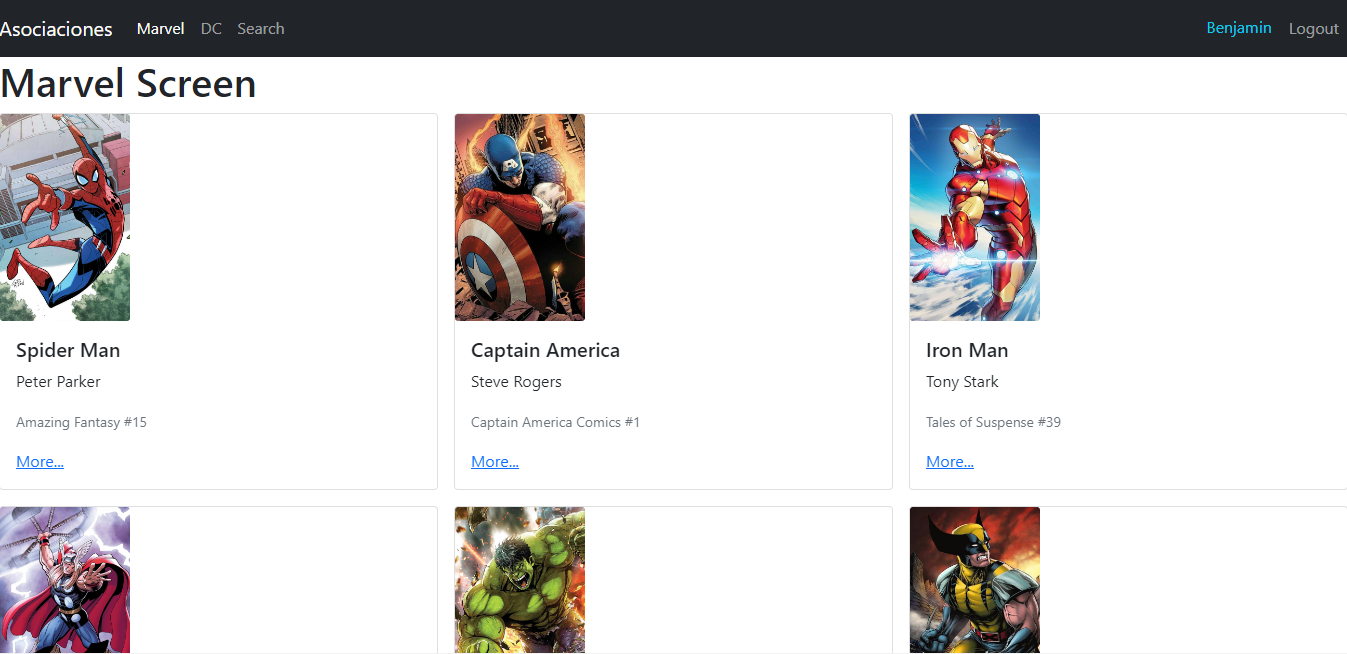 Asociaciones Marvel DC Search Benjamin Logout
Marvel Screen
Spider Man
Peter Parker
Amazing Fantasy #15
More...
Captain America
Steve Rogers
Captain America Comics #1
More...
Iron Man
Tony Stark
Tales of Suspense #39
More...